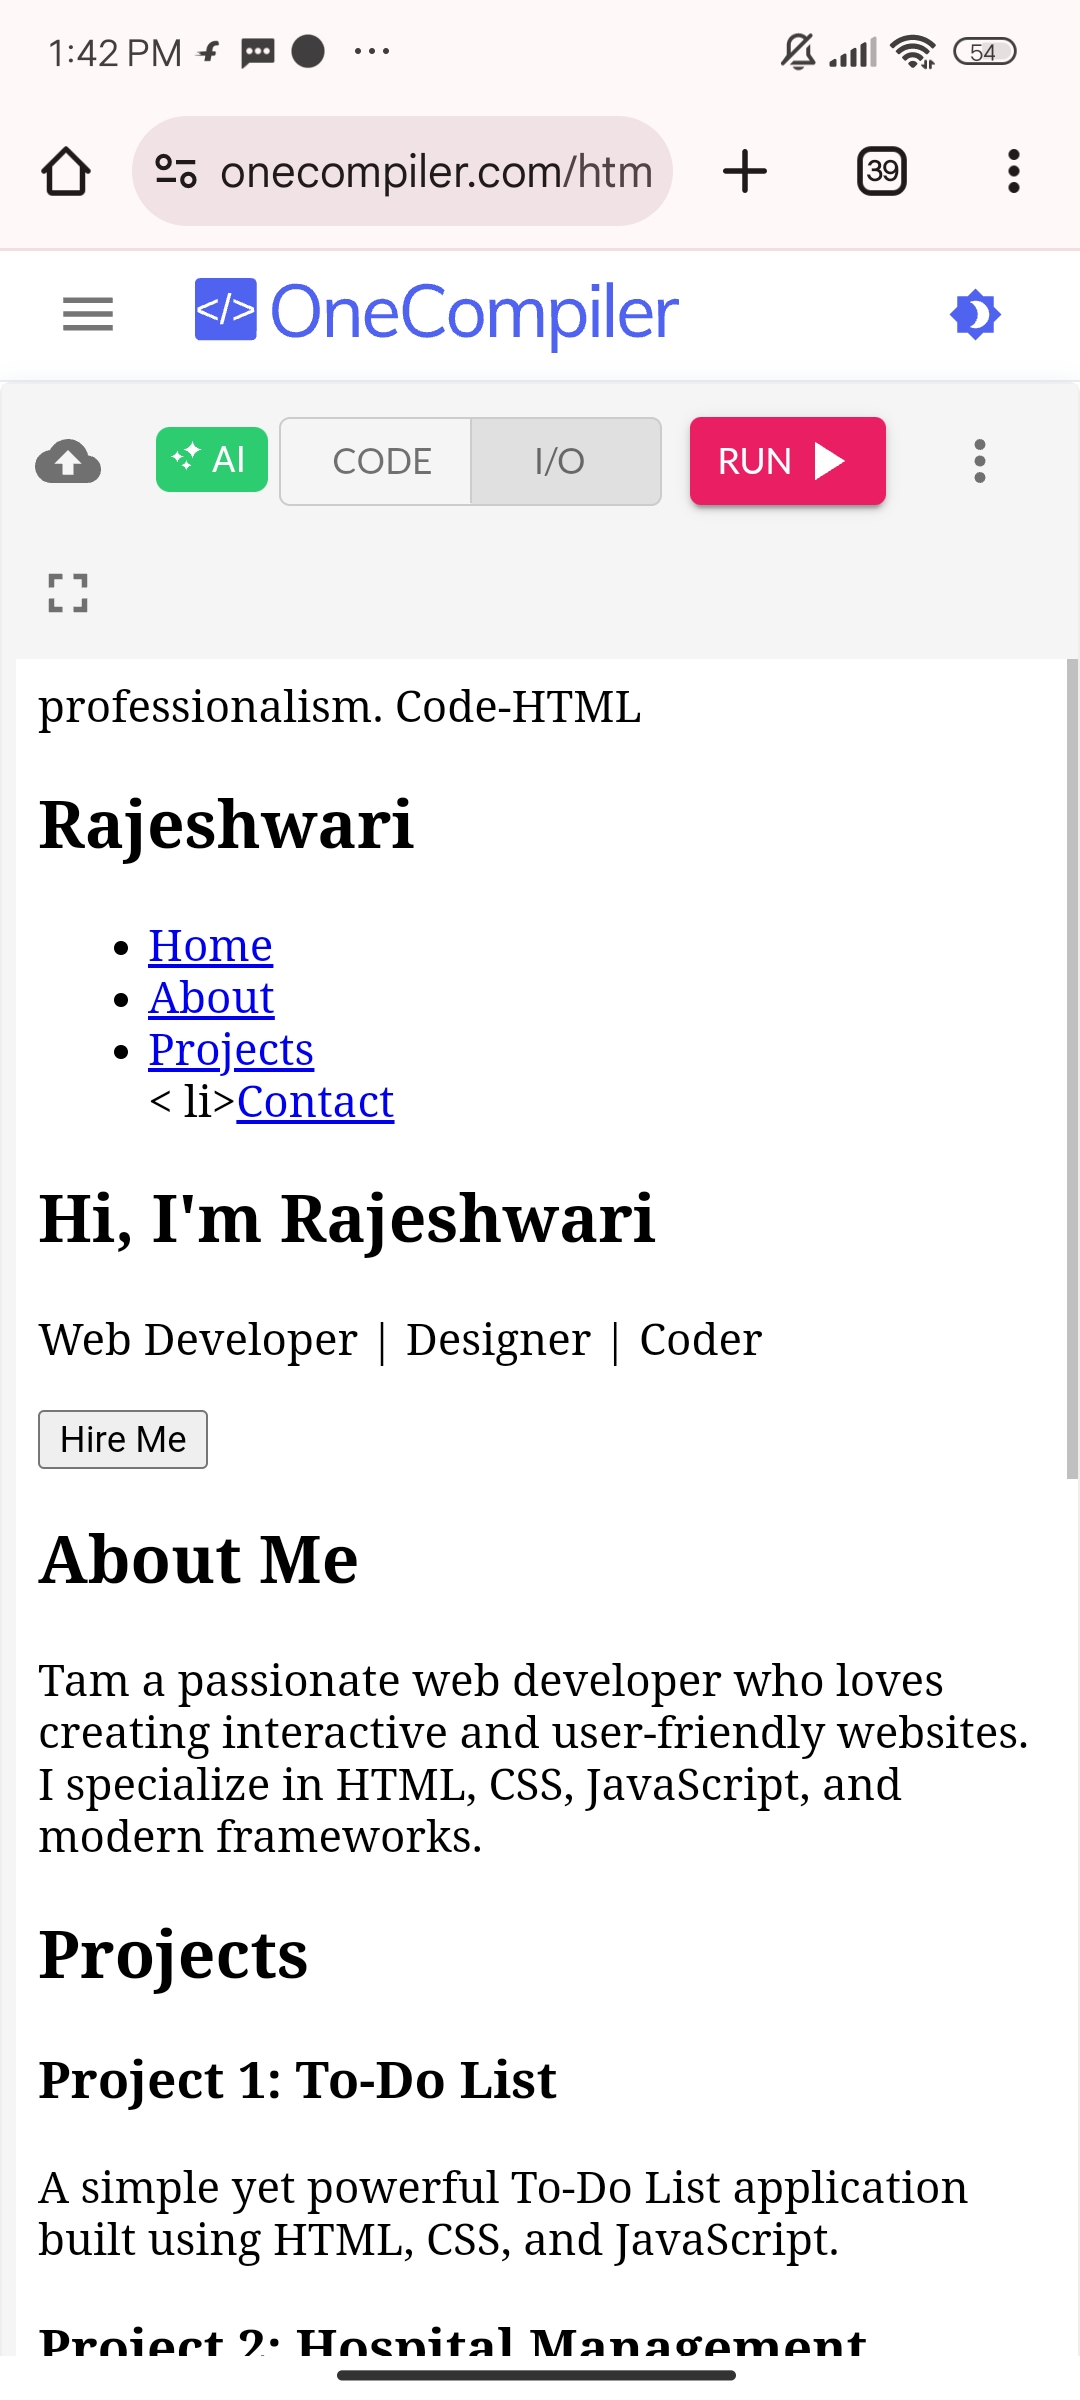 1:42 PM
54
onecompiler.com/htm
39
</> OneCompiler
AI
CODE
I/O
RUN
professionalism. Code-HTML
Rajeshwari
Home
About
Projects
< li>Contact
Hi, I'm Rajeshwari
Web Developer | Designer | Coder
Hire Me
About Me
Tam a passionate web developer who loves
creating interactive and user-friendly websites.
I specialize in HTML, CSS, JavaScript, and
modern frameworks.
Projects
Project 1: To-Do List
A simple yet powerful To-Do List application
built using HTML, CSS, and JavaScript.
Project 2: Hospital Management